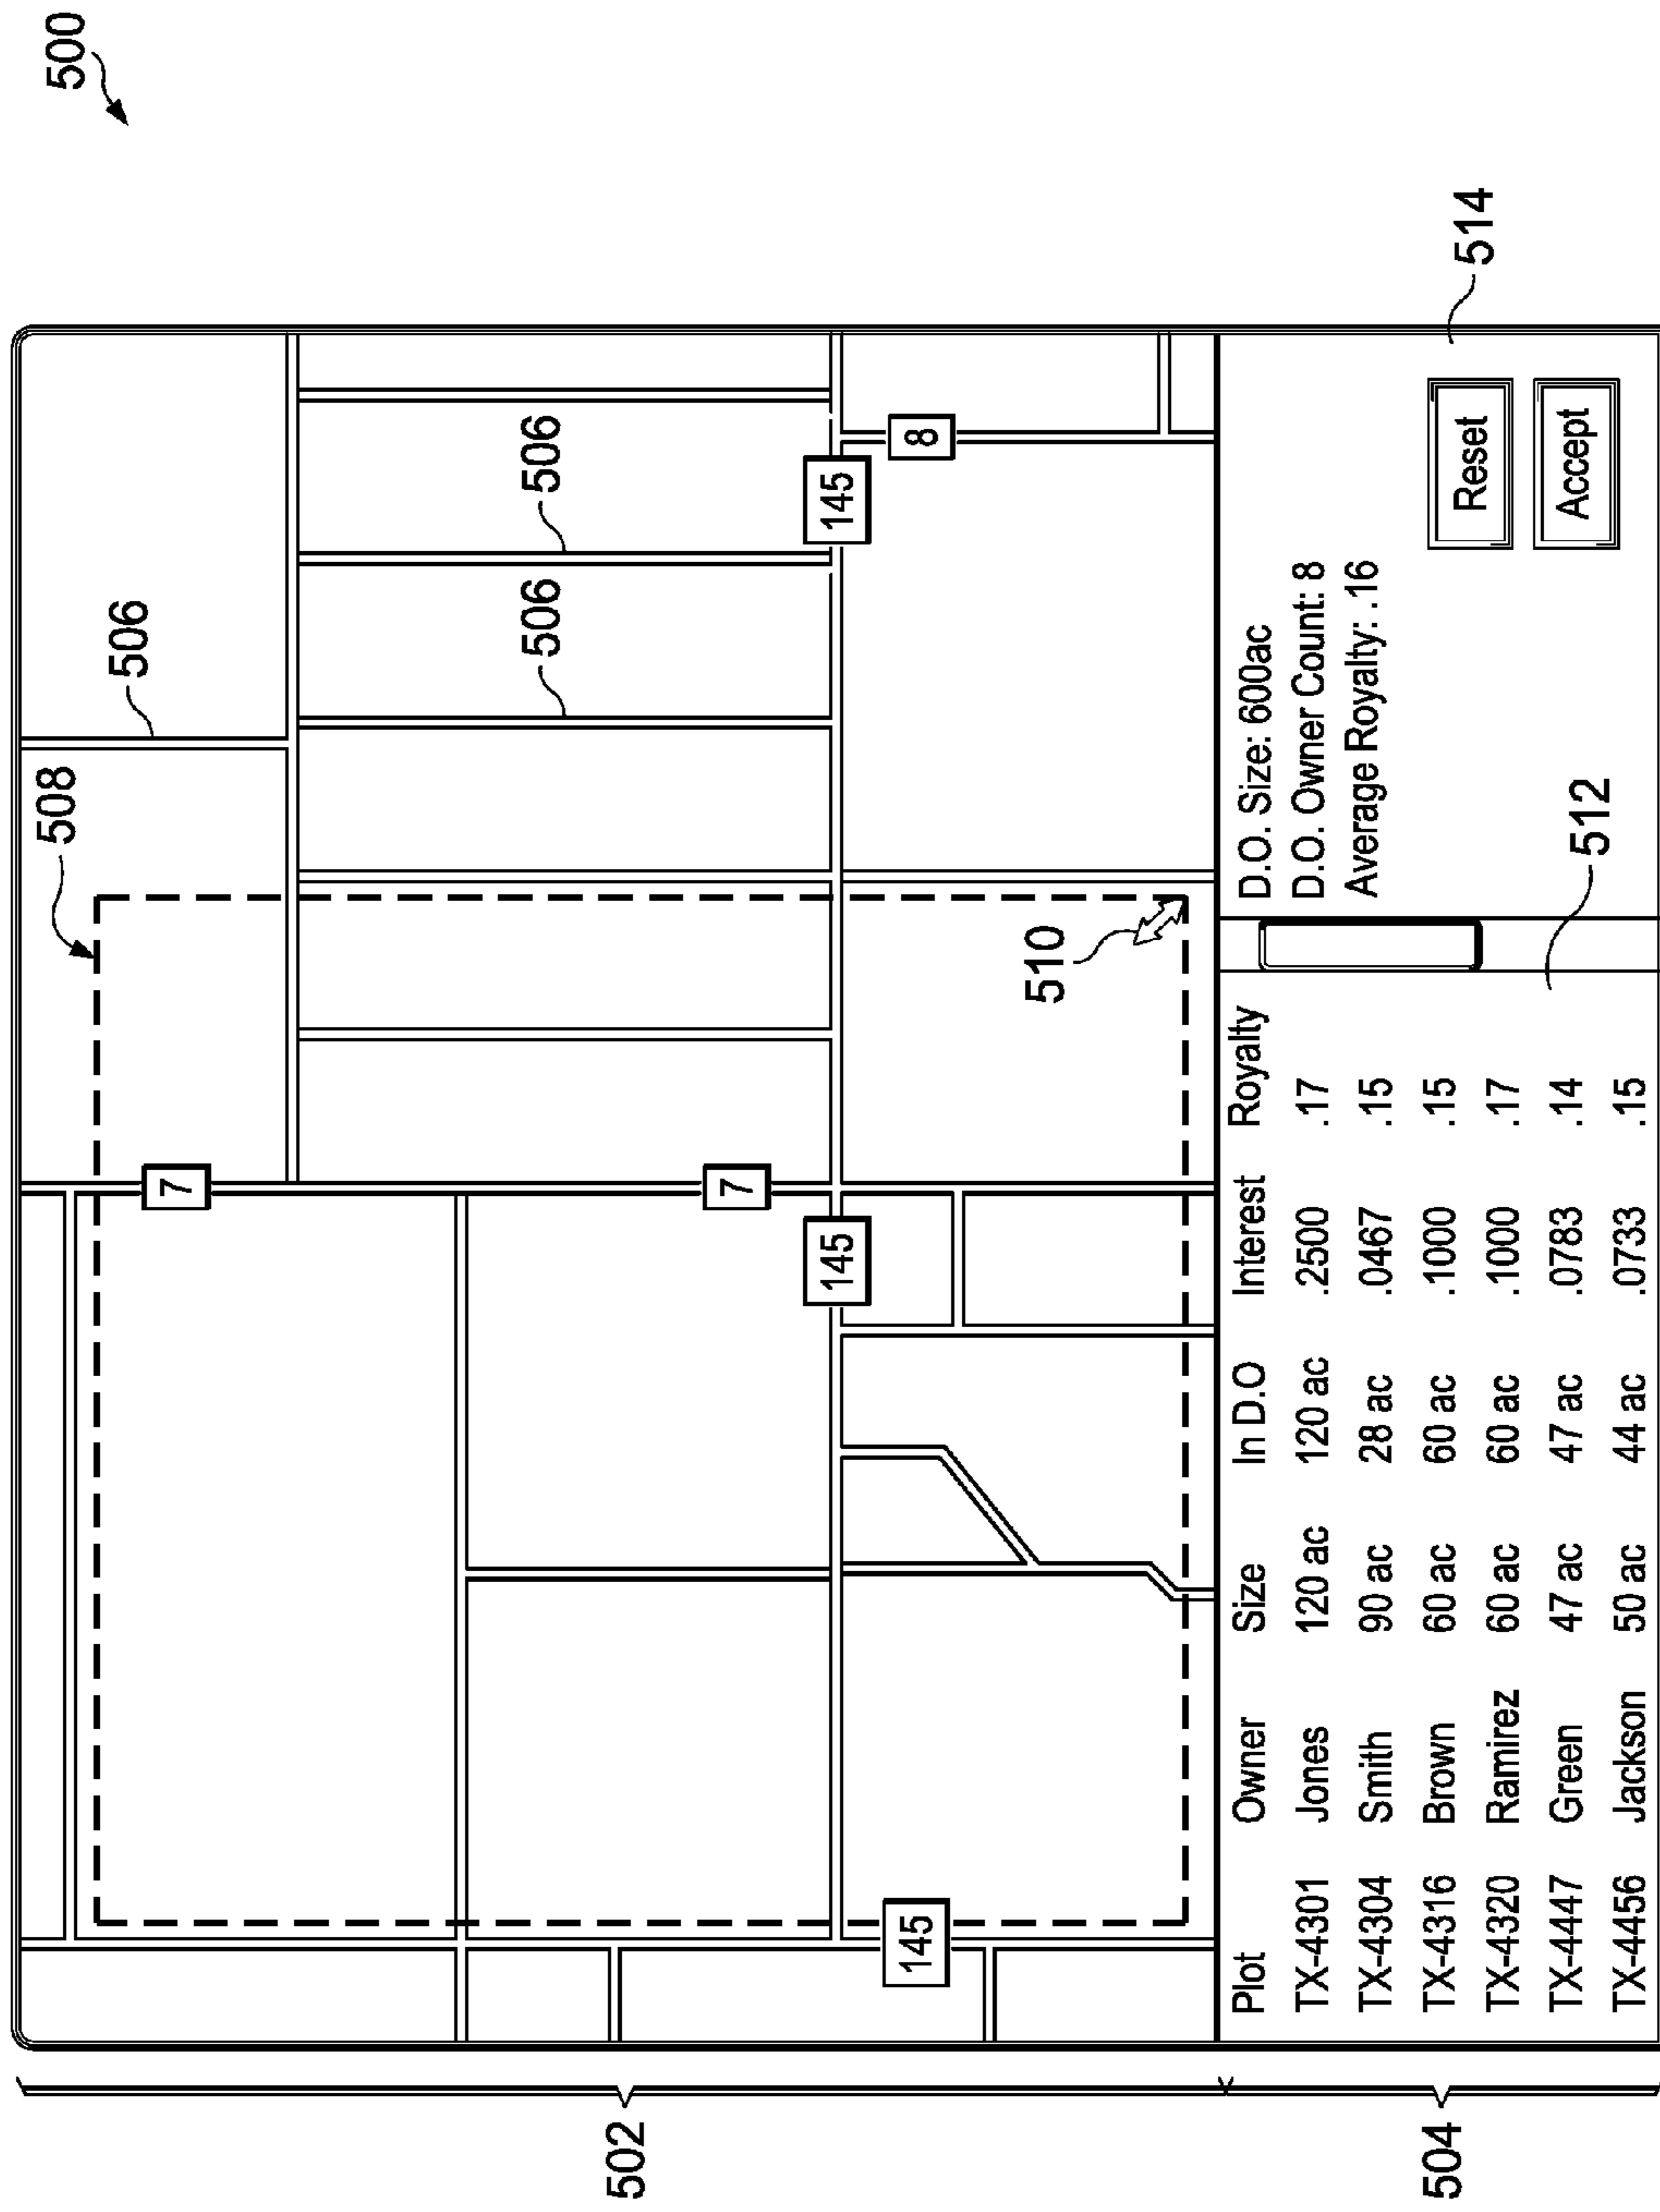 500
508
506
506
506
7
7
145
145
145
8
510
502
504
Plot Owner Size In D.O Interest Royalty
TX-4301 Jones 120 ac 120 ac .2500 .17
TX-4304 Smith 90 ac 28 ac .0467 .15
TX-4316 Brown 60 ac 60 ac .1000 .15
TX-4320 Ramirez 60 ac 60 ac .1000 .17
TX-4447 Green 47 ac 47 ac .0783 .14
TX-4456 Jackson 50 ac 44 ac .0733 .15
512
D.O. Size: 600ac
D.O. Owner Count: 8
Average Royalty: .16
Reset
Accept
514